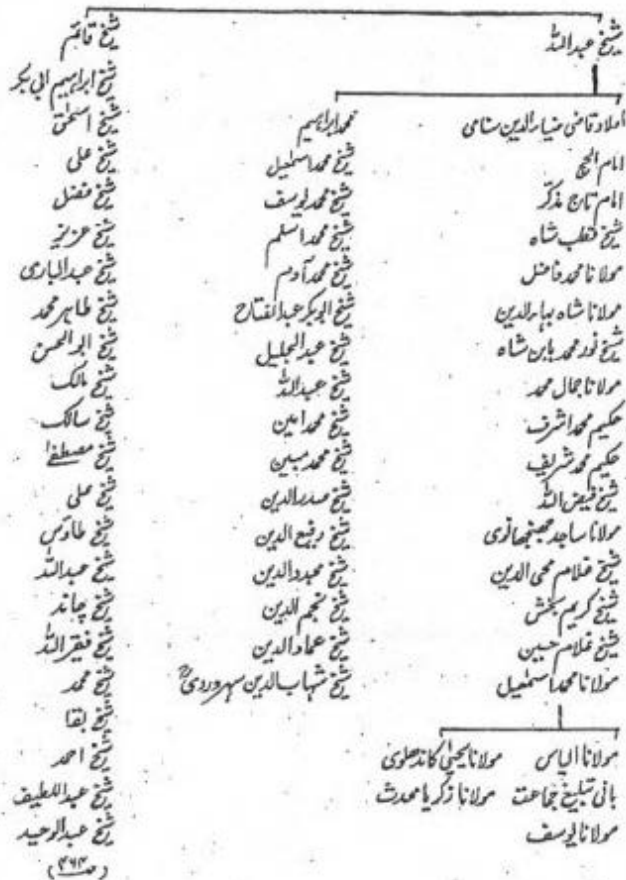 شیخ عبداللہ
شیخ قائم
شیخ ابراہیم ابی بکر
اولاد قاضی ضیاء الدین سنامی
محمد ابراہیم
شیخ اسحٰق
امام الحج
شیخ محمد اسمٰعیل
شیخ علی
امام تاج مذکر
شیخ محمد یوسف
شیخ فضل
شیخ قطب شاہ
شیخ محمد اسلم
شیخ عزیز
مولانا محمد فاضل
شیخ محمد آدم
شیخ عبدالباری
مولانا شاہ بہاء الدین
شیخ ابوبکر عبدالفتاح
شیخ طاہر محمد
شیخ نور محمد بابن شاہ
شیخ عبدالجلیل
شیخ ابوالحسن
مولانا جمال محمد
شیخ عبداللہ
شیخ مالک
حکیم محمد اشرف
شیخ محمد امین
شیخ سالک
حکیم محمد شریف
شیخ محمد مبین
شیخ مصطفےٰ
شیخ فیض اللہ
شیخ صدرالدین
شیخ علی
مولانا ساجد جھنجھانوی
شیخ رفیع الدین
شیخ طاؤس
شیخ غلام محی الدین
شیخ مجددالدین
شیخ عبداللہ
شیخ کریم بخش
شیخ نجم الدین
شیخ چاند
شیخ غلام حسین
شیخ عمادالدین
شیخ فقیر اللہ
مولانا محمد اسمٰعیل
شیخ شہاب الدین سہروردیؒ
شیخ محمد
شیخ بقا
مولانا الیاس
مولانا یحییٰ کاندھلوی
شیخ احمد
بانی تبلیغ جماعت
مولانا زکریا محدث
شیخ عبداللطیف
مولانا یوسف
شیخ عبدالوحید